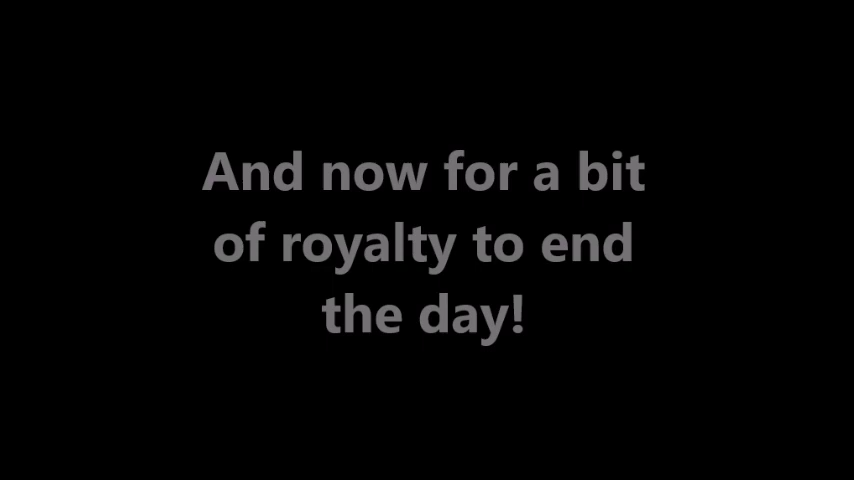 And now for a bit
of royalty to end
the day!